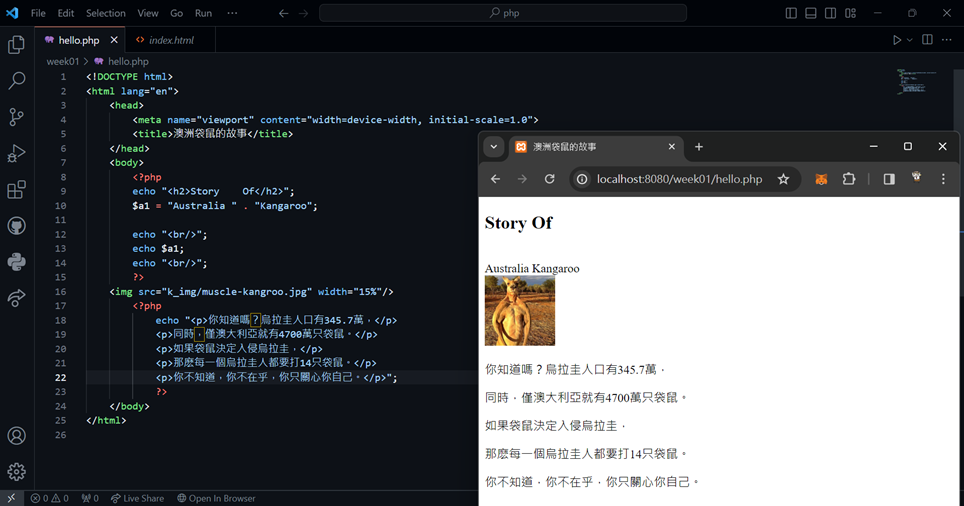 File Edit Selection View Go Run ··· php
hello.php index.html
week01 > hello.php
1 <!DOCTYPE html>
2 <html lang="en">
3 <head>
4 <meta name="viewport" content="width=device-width, initial-scale=1.0">
5 <title>澳洲袋鼠的故事</title>
6 </head>
7 <body>
8 <?php
9 echo "<h2>Story    Of</h2>";
10 $a1 = "Australia " . "Kangaroo";
11
12 echo "<br/>";
13 echo $a1;
14 echo "<br/>";
15 ?>
16 <img src="k_img/muscle-kangroo.jpg" width="15%"/>
17 <?php
18 echo "<p>你知道嗎？烏拉圭人口有345.7萬，</p>
19 <p>同時，僅澳大利亞就有4700萬只袋鼠。</p>
20 <p>如果袋鼠決定入侵烏拉圭，</p>
21 <p>那麽每一個烏拉圭人都要打14只袋鼠。</p>
22 <p>你不知道，你不在乎，你只關心你自己。</p>";
23 ?>
24 </body>
25 </html>
26
澳洲袋鼠的故事
localhost:8080/week01/hello.php
Story Of
Australia Kangaroo
你知道嗎？烏拉圭人口有345.7萬，
同時，僅澳大利亞就有4700萬只袋鼠。
如果袋鼠決定入侵烏拉圭，
那麽每一個烏拉圭人都要打14只袋鼠。
你不知道，你不在乎，你只關心你自己。
0 0 0 Live Share Open In Browser